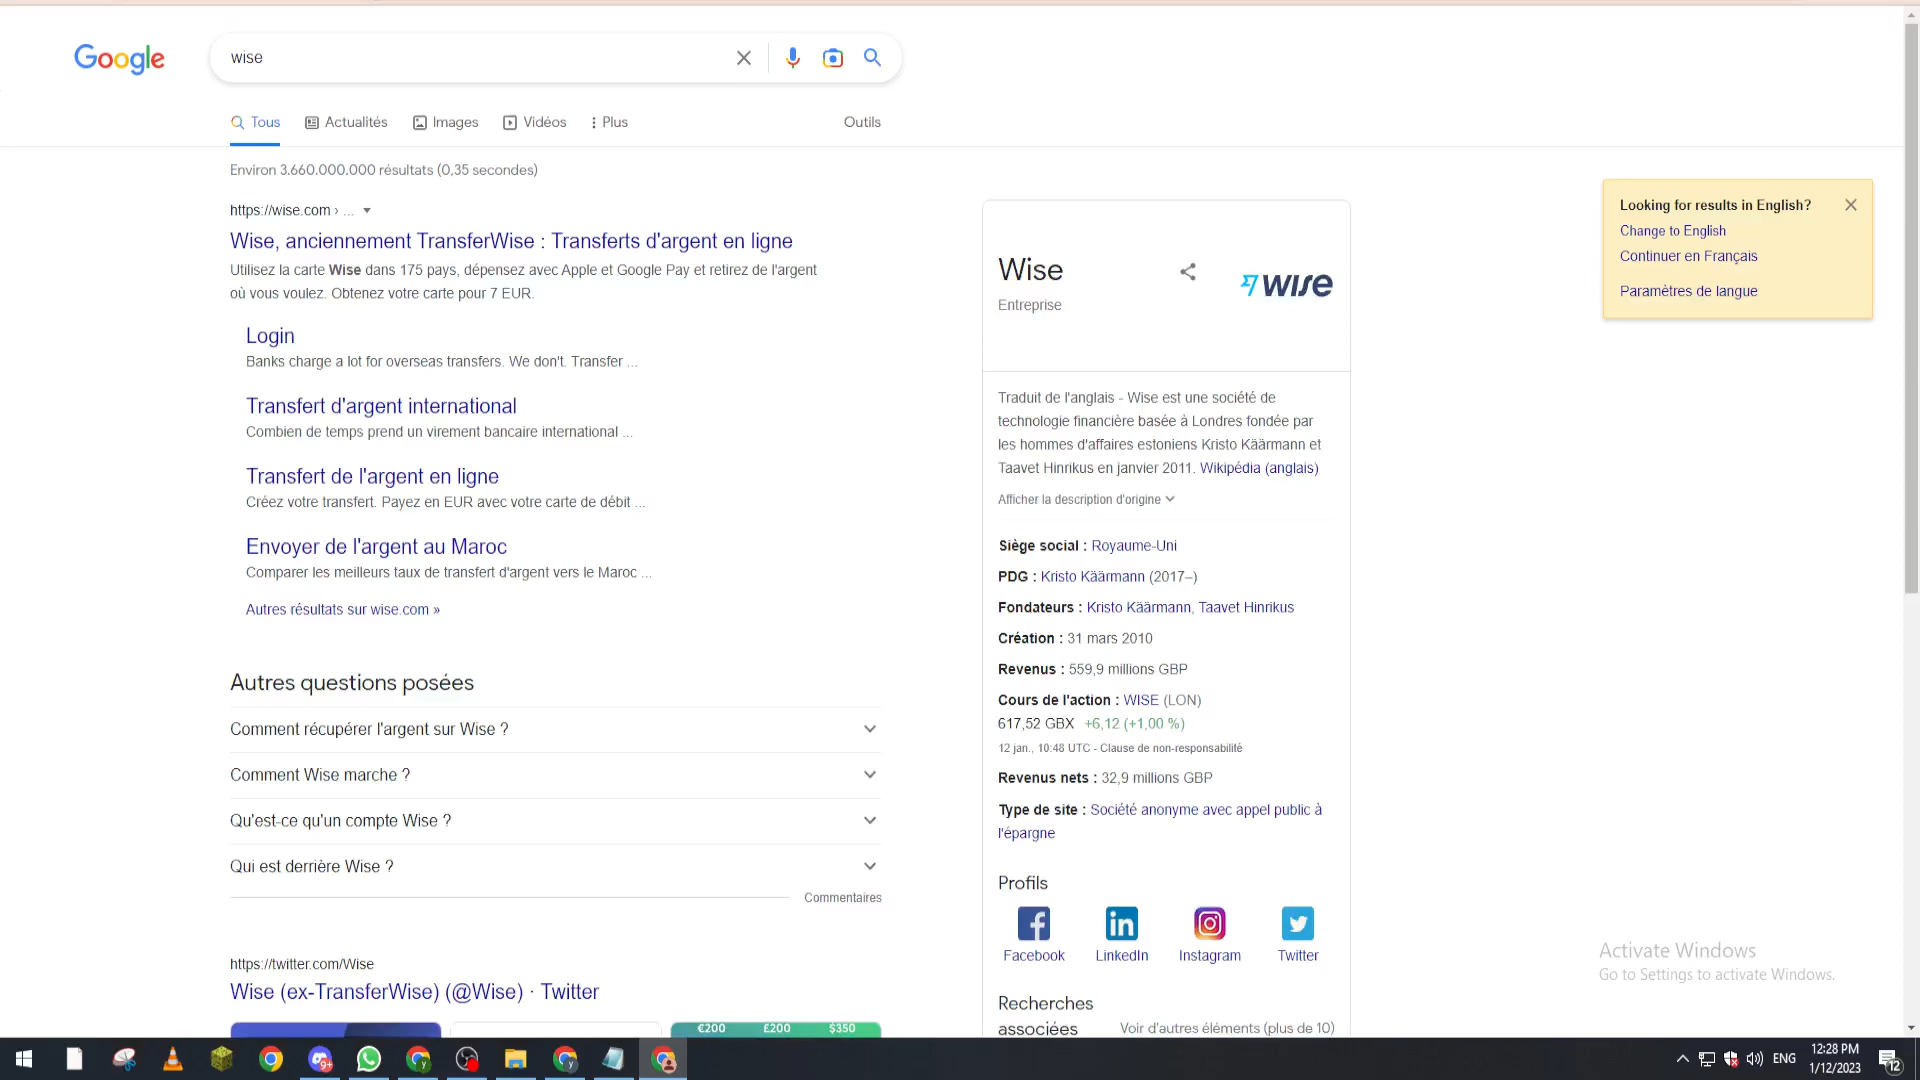 Google
wise
Tous
Actualités
Images
Vidéos
Plus
Outils
Environ 3.660.000.000 résultats (0,35 secondes)
https://wise.com › ...
Wise, anciennement TransferWise : Transferts d'argent en ligne
Utilisez la carte Wise dans 175 pays, dépensez avec Apple et Google Pay et retirez de l'argent
où vous voulez. Obtenez votre carte pour 7 EUR.
Login
Banks charge a lot for overseas transfers. We don't. Transfer ...
Transfert d'argent international
Combien de temps prend un virement bancaire international ...
Transfert de l'argent en ligne
Créez votre transfert. Payez en EUR avec votre carte de débit ...
Envoyer de l'argent au Maroc
Comparer les meilleurs taux de transfert d'argent vers le Maroc ...
Autres résultats sur wise.com »
Autres questions posées
Comment récupérer l'argent sur Wise ?
Comment Wise marche ?
Qu'est-ce qu'un compte Wise ?
Qui est derrière Wise ?
Commentaires
https://twitter.com/Wise
Wise (ex-TransferWise) (@Wise) · Twitter
€200 £200 $350
Wise
Entreprise
wise
Traduit de l'anglais - Wise est une société de
technologie financière basée à Londres fondée par
les hommes d'affaires estoniens Kristo Käärmann et
Taavet Hinrikus en janvier 2011. Wikipédia (anglais)
Afficher la description d'origine
Siège social : Royaume-Uni
PDG : Kristo Käärmann (2017–)
Fondateurs : Kristo Käärmann, Taavet Hinrikus
Création : 31 mars 2010
Revenus : 559,9 millions GBP
Cours de l'action : WISE (LON)
617,52 GBX +6,12 (+1,00 %)
12 jan., 10:48 UTC - Clause de non-responsabilité
Revenus nets : 32,9 millions GBP
Type de site : Société anonyme avec appel public à
l'épargne
Profils
Facebook
LinkedIn
Instagram
Twitter
Recherches
associées
Voir d'autres éléments (plus de 10)
Looking for results in English?
Change to English
Continuer en Français
Paramètres de langue
Activate Windows
Go to Settings to activate Windows.
9+
ENG
12:28 PM
1/12/2023
12